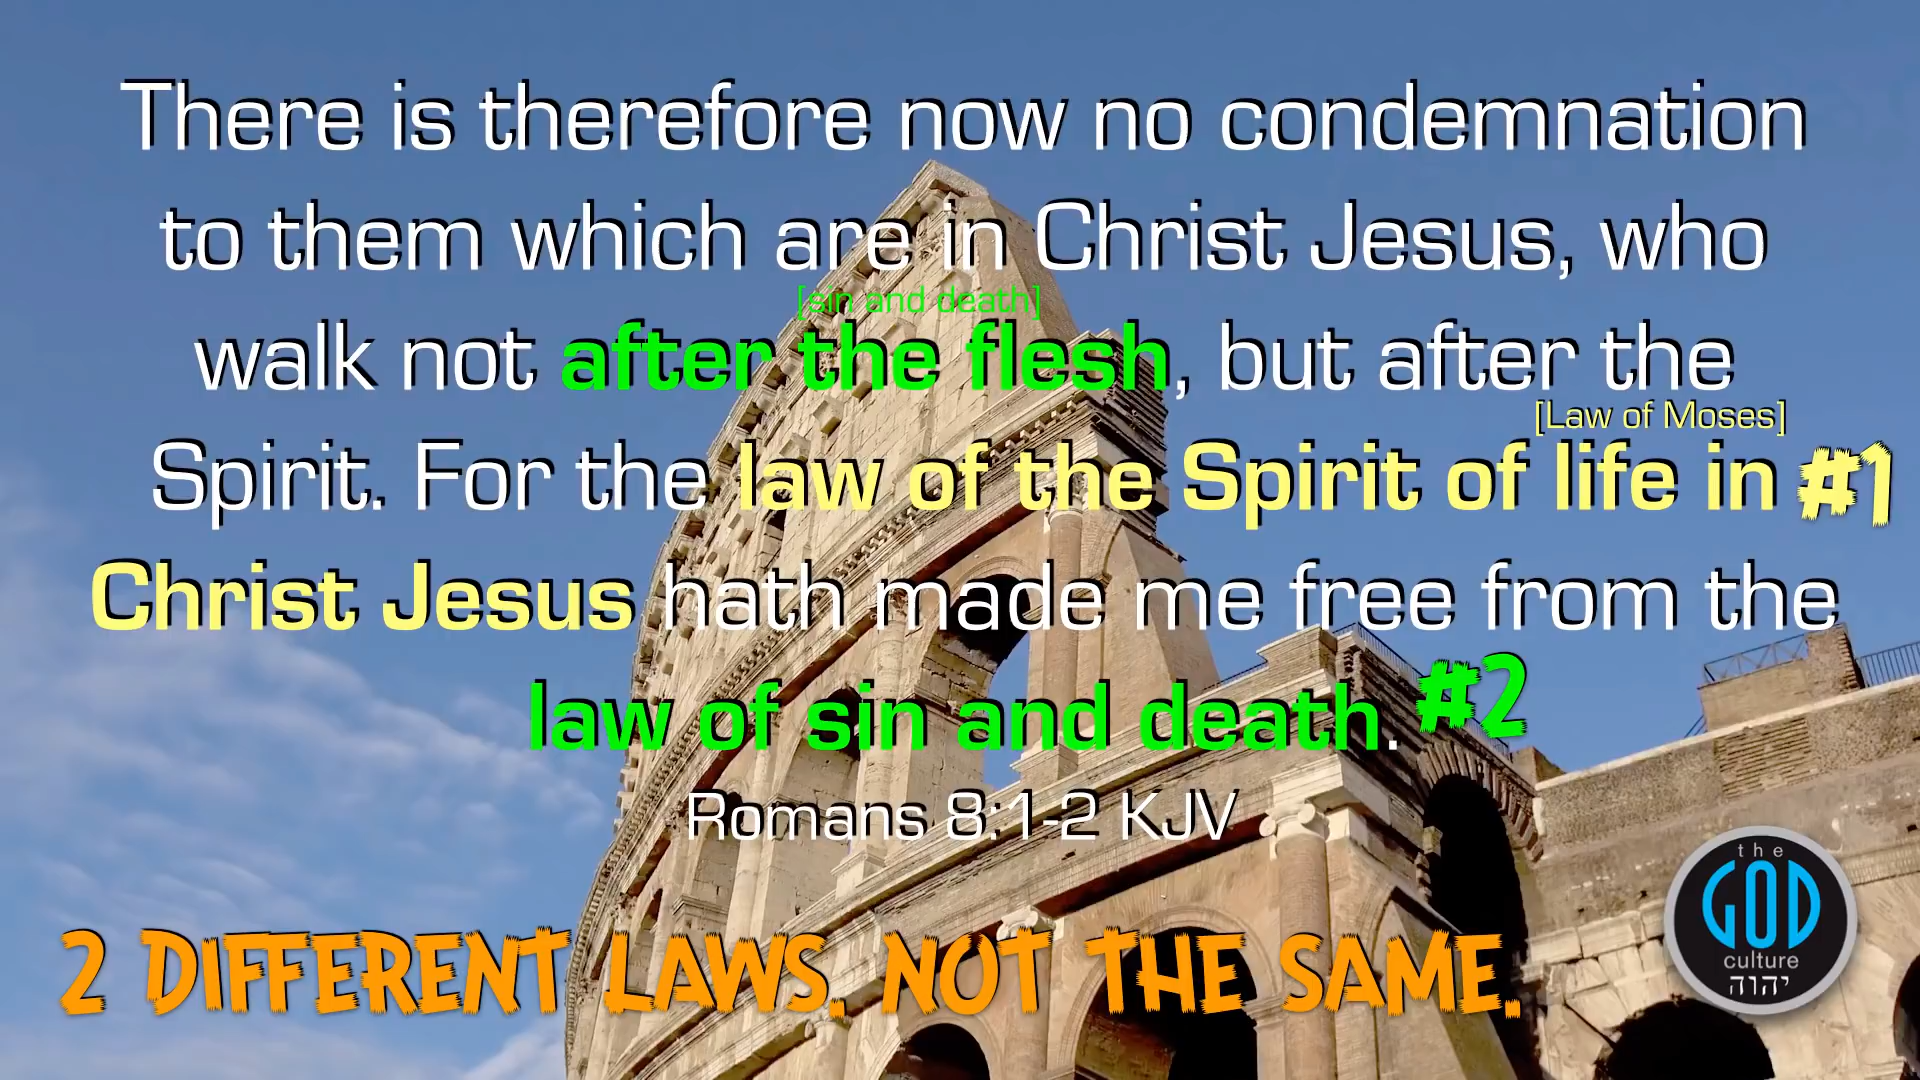 There is therefore now no condemnation
to them which are in Christ Jesus, who
[sin and death]
walk not after the flesh, but after the
[Law of Moses]
Spirit. For the law of the Spirit of life in #1
Christ Jesus hath made me free from the
law of sin and death. #2
Romans 8:1-2 KJV
2 DIFFERENT LAWS. NOT THE SAME.
the
GOD
culture
יהוה